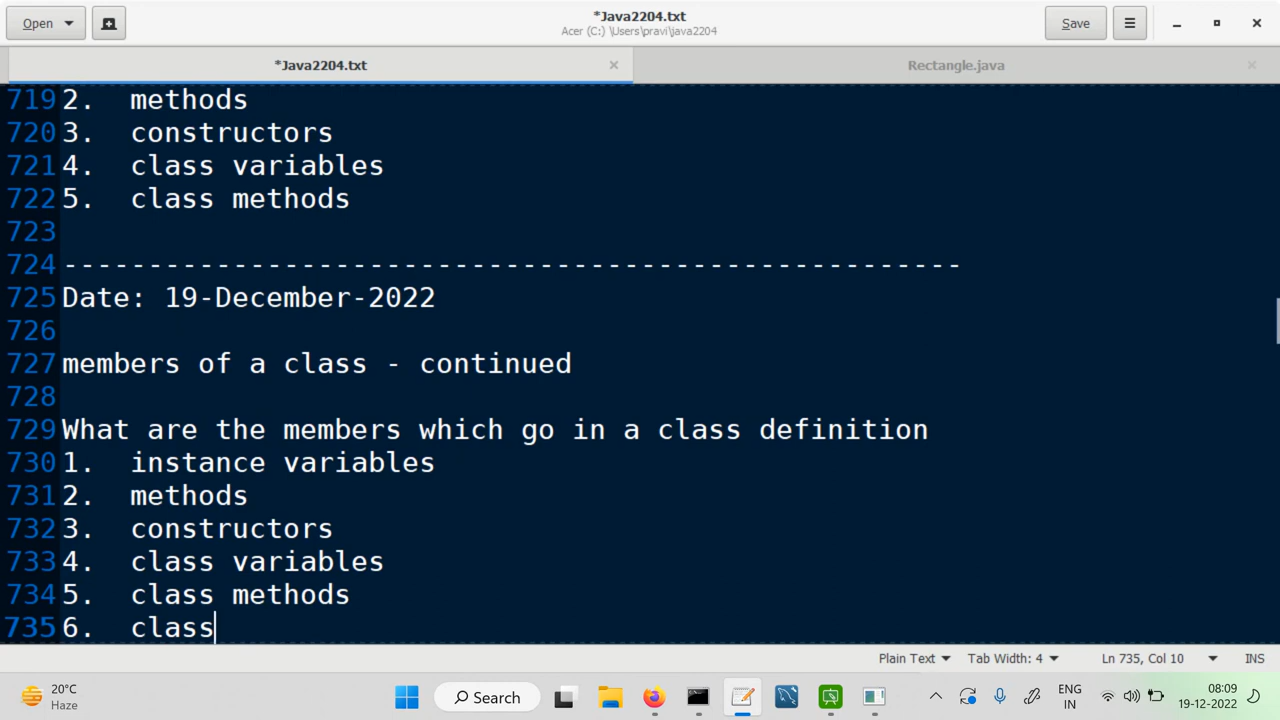 Open
*Java2204.txt
Acer (C:) \Users\pravi\java2204
Save
*Java2204.txt
Rectangle.java
719 2.  methods
720 3.  constructors
721 4.  class variables
722 5.  class methods
723
724 -----------------------------------------------------
725 Date: 19-December-2022
726
727 members of a class - continued
728
729 What are the members which go in a class definition
730 1.  instance variables
731 2.  methods
732 3.  constructors
733 4.  class variables
734 5.  class methods
735 6.  class
Plain Text
Tab Width: 4
Ln 735, Col 10
INS
20°C
Haze
Search
ENG
IN
08:09
19-12-2022